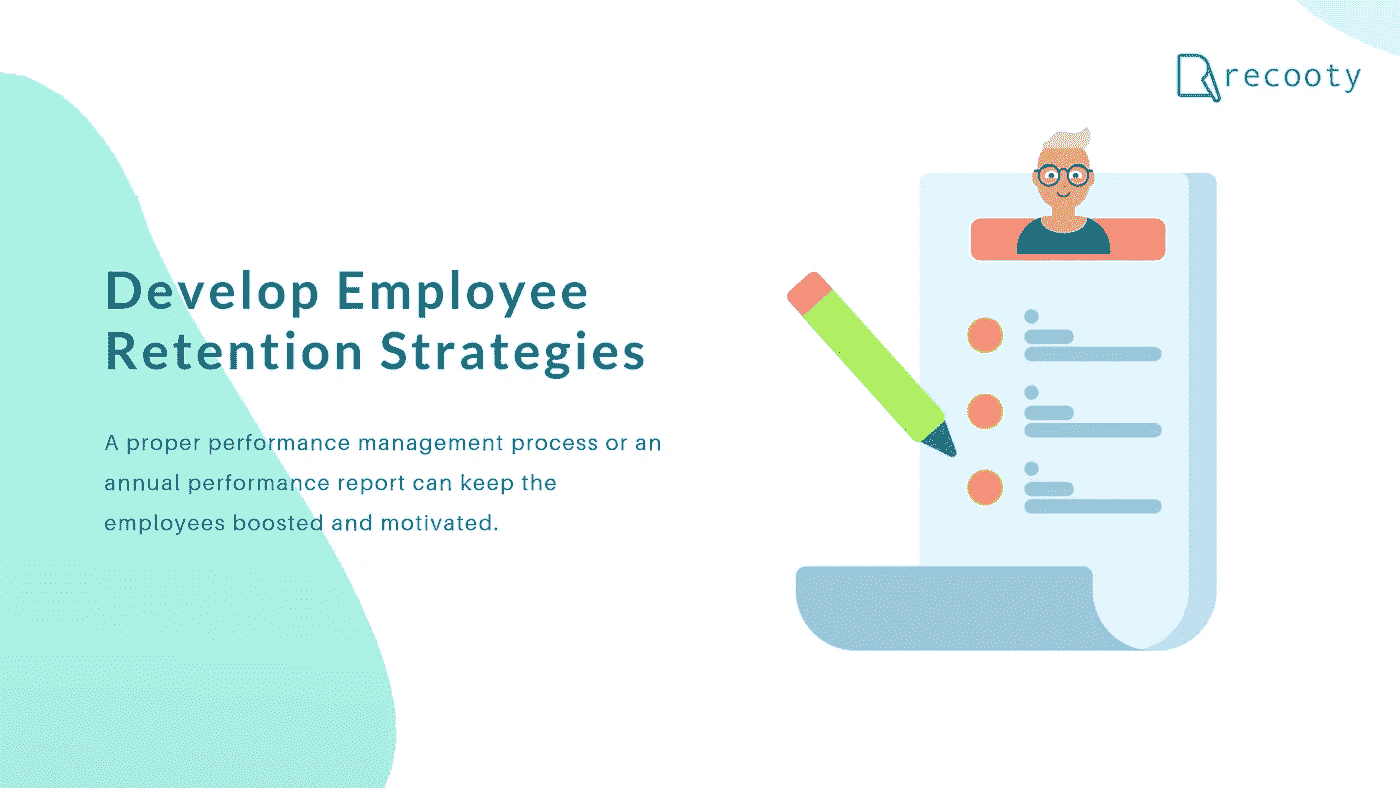 recooty
Develop Employee
Retention Strategies
A proper performance management process or an
annual performance report can keep the
employees boosted and motivated.